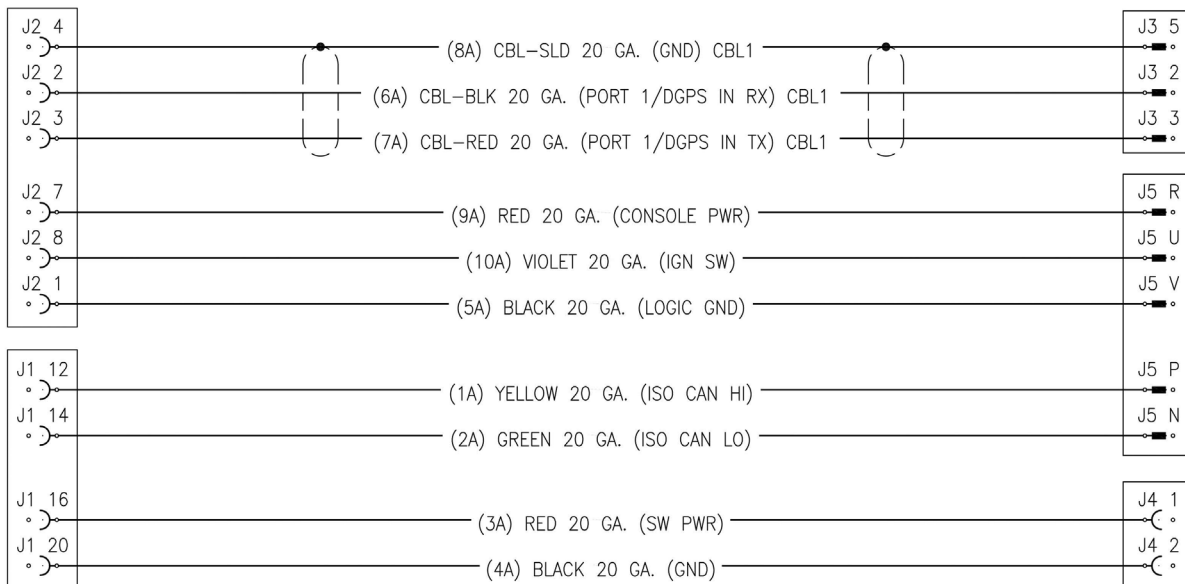 J2 4 (8A) CBL-SLD 20 GA. (GND) CBL1 J3 5
J2 2 (6A) CBL-BLK 20 GA. (PORT 1/DGPS IN RX) CBL1 J3 2
J2 3 (7A) CBL-RED 20 GA. (PORT 1/DGPS IN TX) CBL1 J3 3
J2 7 (9A) RED 20 GA. (CONSOLE PWR) J5 R
J2 8 (10A) VIOLET 20 GA. (IGN SW) J5 U
J2 1 (5A) BLACK 20 GA. (LOGIC GND) J5 V
J1 12 (1A) YELLOW 20 GA. (ISO CAN HI) J5 P
J1 14 (2A) GREEN 20 GA. (ISO CAN LO) J5 N
J1 16 (3A) RED 20 GA. (SW PWR) J4 1
J1 20 (4A) BLACK 20 GA. (GND) J4 2